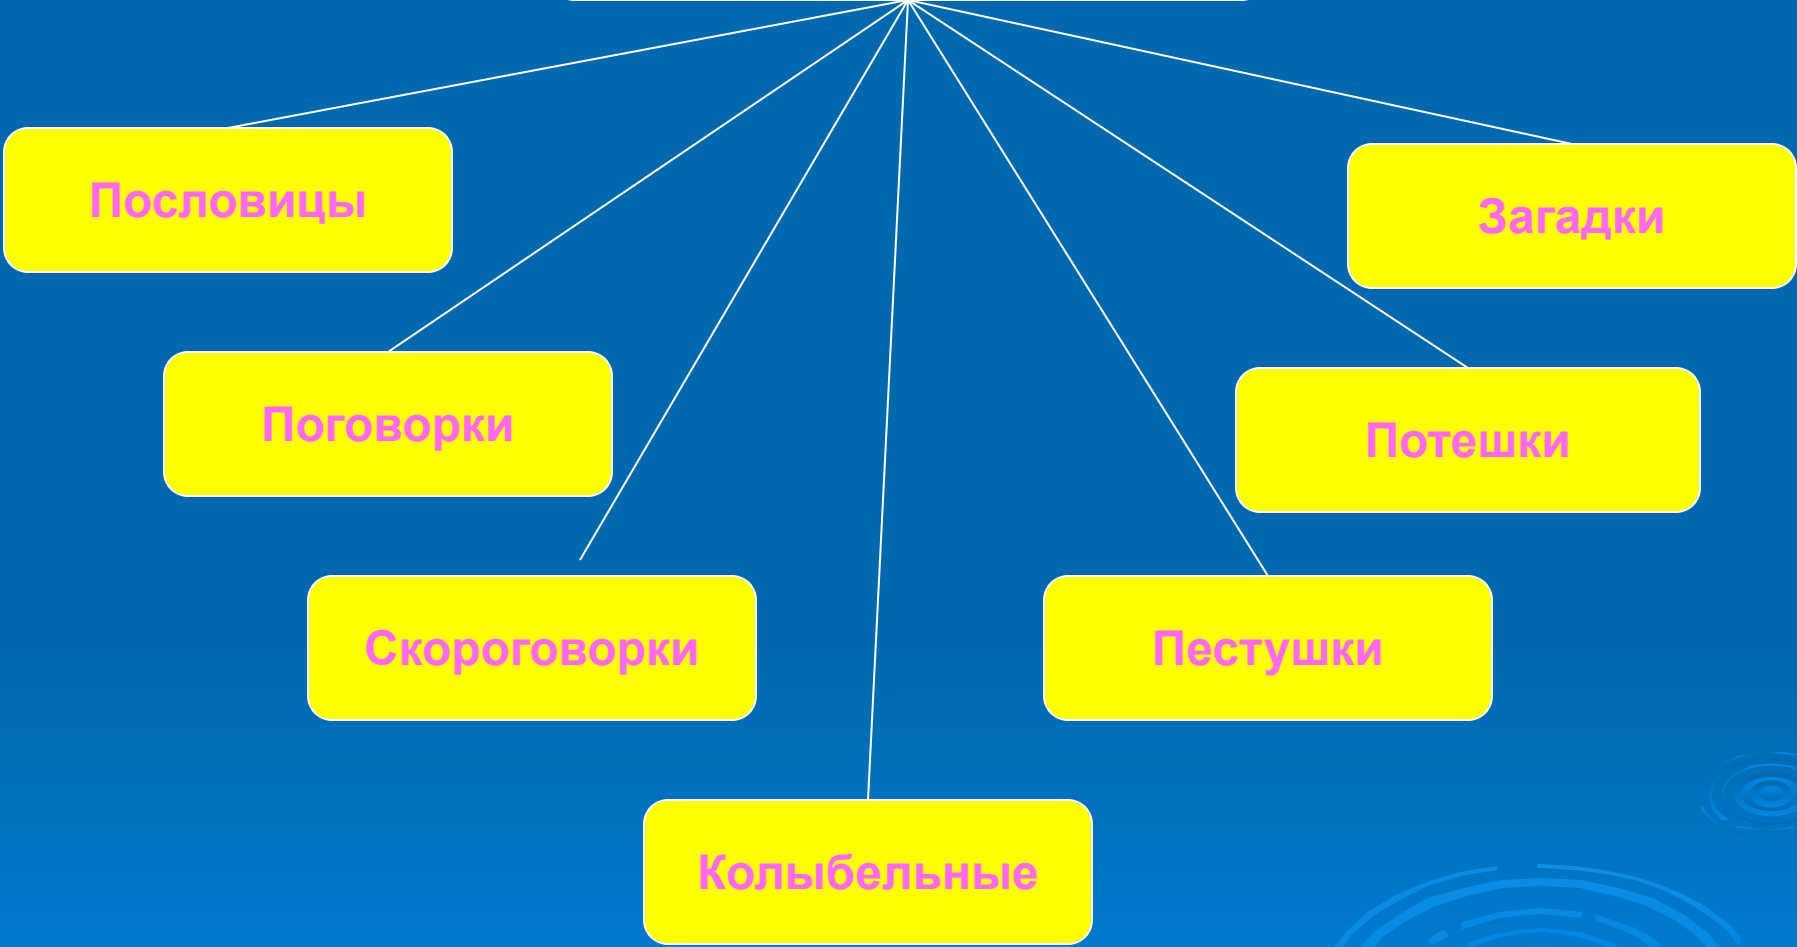 Пословицы
Загадки
Поговорки
Потешки
Скороговорки
Пестушки
Колыбельные